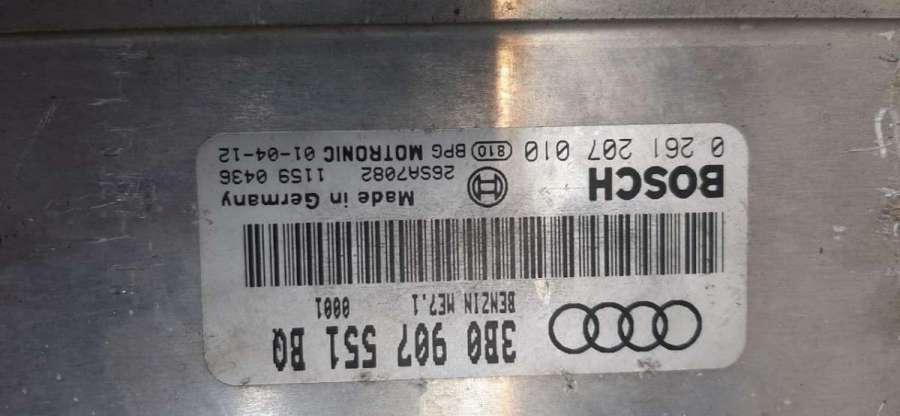 3B0 907 551 BQ
BENZIN ME7.1 0001
BOSCH Made in Germany
26SA7082 1159 0436
0 261 207 010 810 BPG MOTRONIC 01-04-12